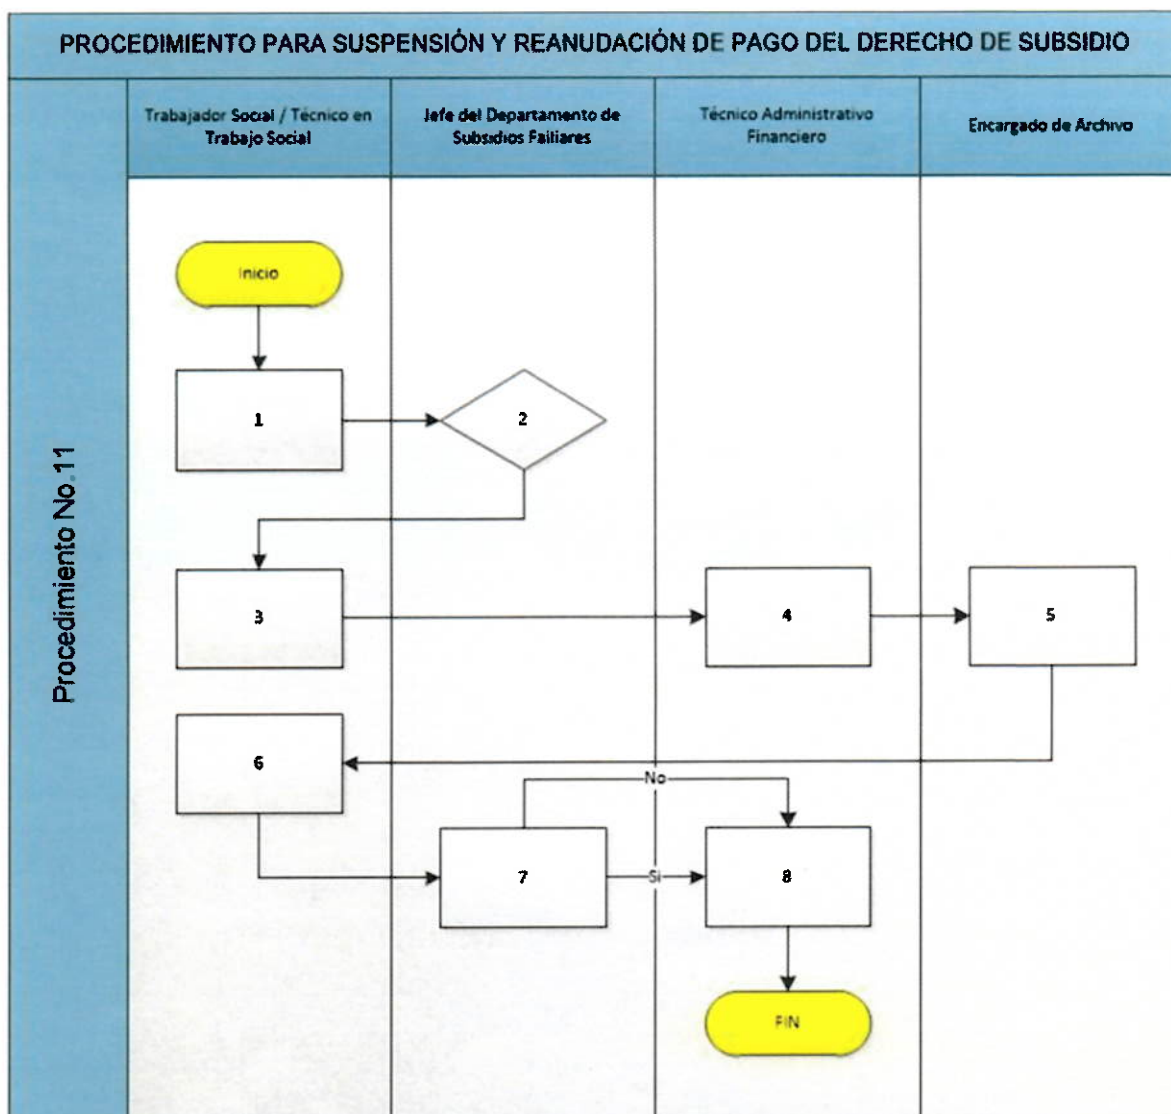 PROCEDIMIENTO PARA SUSPENSIÓN Y REANUDACIÓN DE PAGO DEL DERECHO DE SUBSIDIO
Procedimiento No.11
Trabajador Social / Técnico en
Trabajo Social
Jefe del Departamento de
Subsidios Failiares
Técnico Administrativo
Financiero
Encargado de Archivo
Inicio
1
2
3
4
5
6
No
7
Si
8
FIN